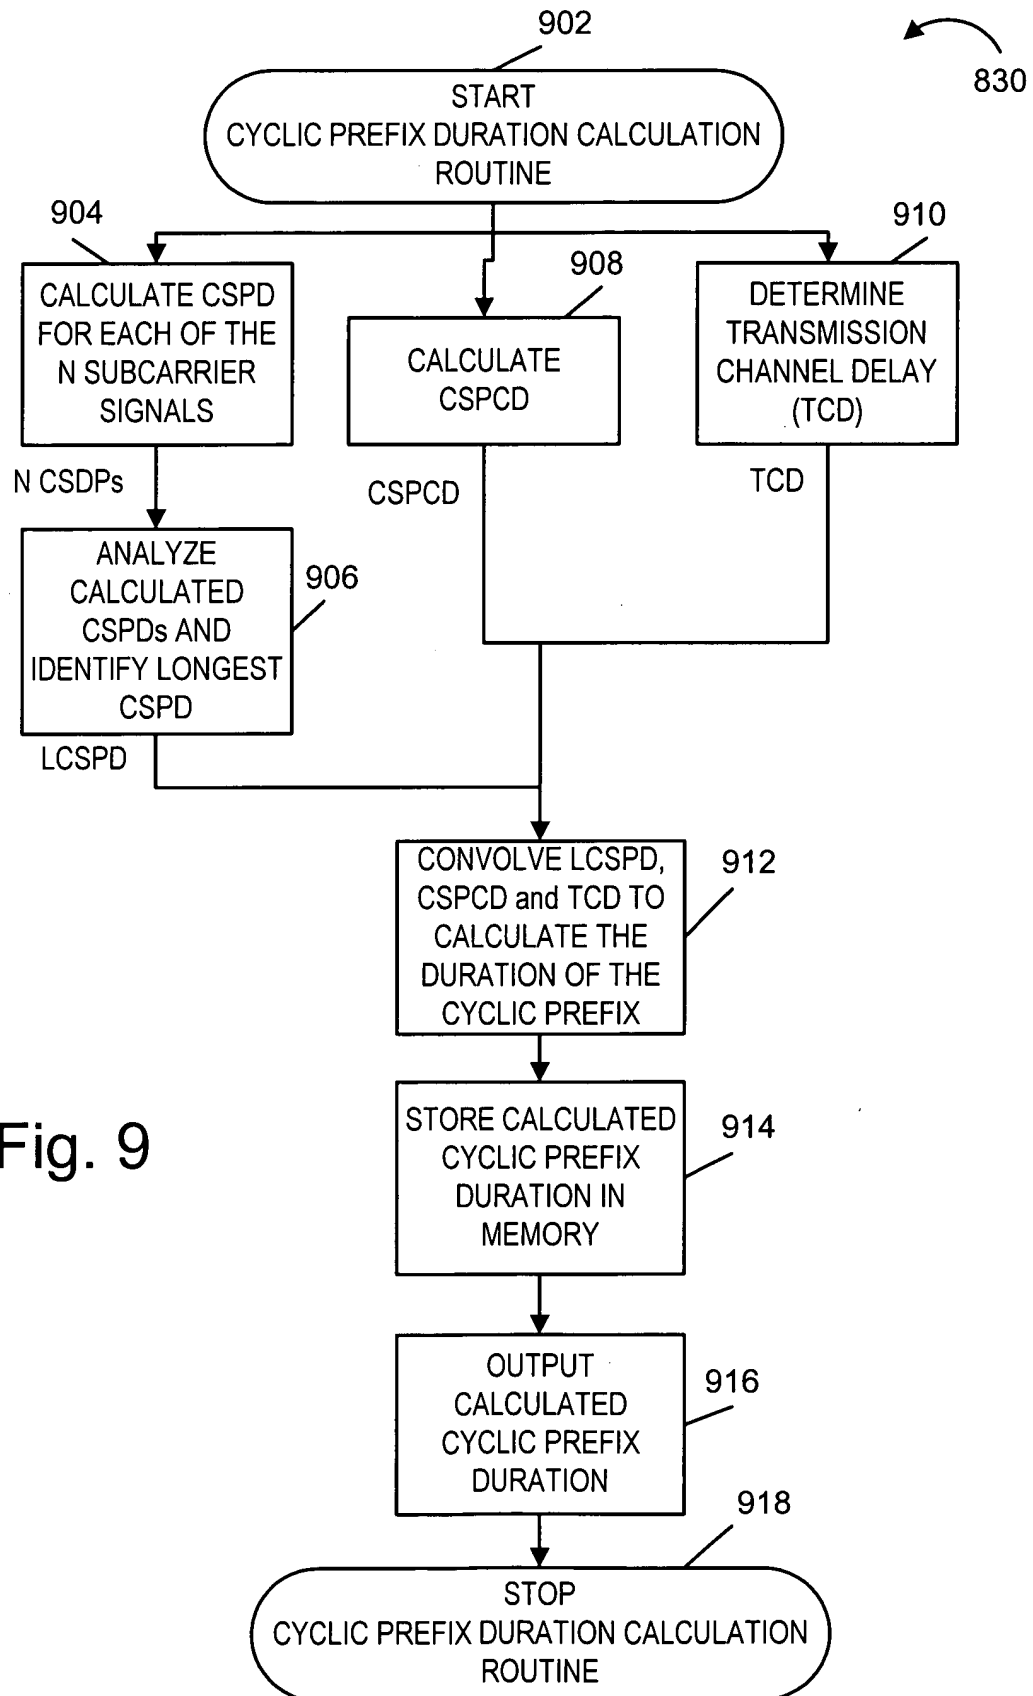 902
830
START
CYCLIC PREFIX DURATION CALCULATION
ROUTINE
904
CALCULATE CSPD
FOR EACH OF THE
N SUBCARRIER
SIGNALS
908
CALCULATE
CSPCD
910
DETERMINE
TRANSMISSION
CHANNEL DELAY
(TCD)
N CSDPs
CSPCD
TCD
ANALYZE
CALCULATED
CSPDs AND
IDENTIFY LONGEST
CSPD
906
LCSPD
CONVOLVE LCSPD,
CSPCD and TCD TO
CALCULATE THE
DURATION OF THE
CYCLIC PREFIX
912
STORE CALCULATED
CYCLIC PREFIX
DURATION IN
MEMORY
914
Fig. 9
OUTPUT
CALCULATED
CYCLIC PREFIX
DURATION
916
918
STOP
CYCLIC PREFIX DURATION CALCULATION
ROUTINE